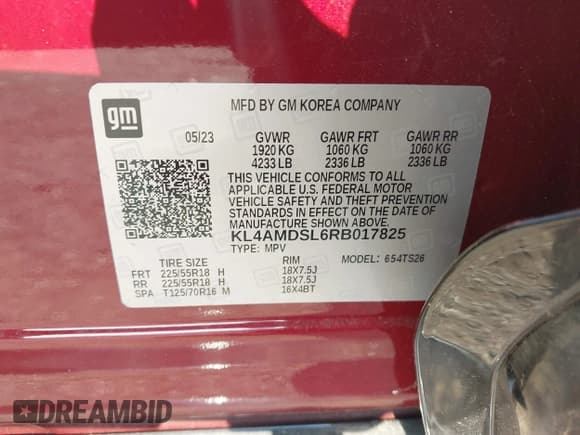 gm
MFD BY GM KOREA COMPANY
05/23 GVWR GAWR FRT GAWR RR
1920 KG 1060 KG 1060 KG
4233 LB 2336 LB 2336 LB
THIS VEHICLE CONFORMS TO ALL
APPLICABLE U.S. FEDERAL MOTOR
VEHICLE SAFETY AND THEFT PREVENTION
STANDARDS IN EFFECT ON THE DATE OF
MANUFACTURE SHOWN ABOVE.
KL4AMDSL6RB017825
TYPE: MPV MODEL: 654TS26
TIRE SIZE RIM
FRT 225/55R18 H 18X7.5J
RR 225/55R18 H 18X7.5J
SPA T125/70R16 M 16X4BT
DREAMBID